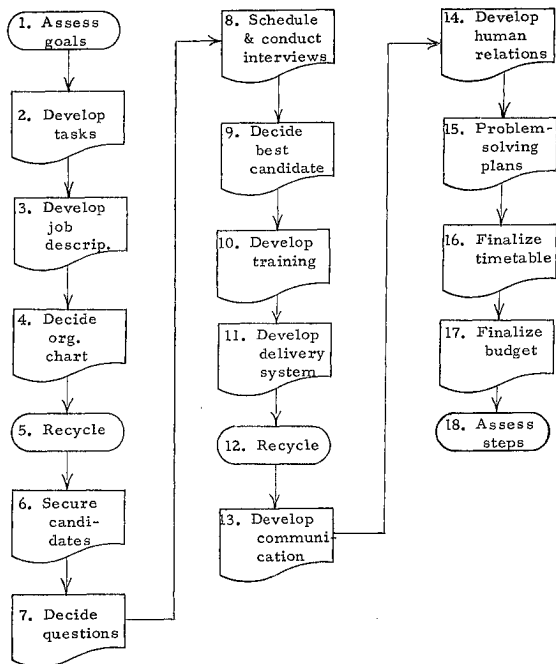 1. Assess
goals
2. Develop
tasks
3. Develop
job
descrip.
4. Decide
org.
chart
5. Recycle
6. Secure
candi-
dates
7. Decide
questions
8. Schedule
& conduct
interviews
9. Decide
best
candidate
10. Develop
training
11. Develop
delivery
system
12. Recycle
13. Develop
communi-
cation
14. Develop
human
relations
15. Problem-
solving
plans
16. Finalize
timetable
17. Finalize
budget
18. Assess
steps